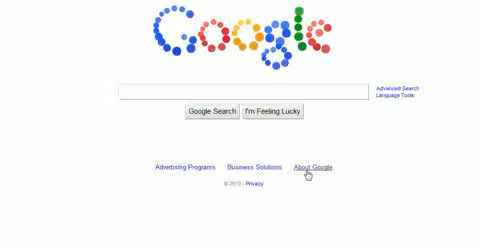 Google
Advanced Search
Language Tools
Google Search I'm Feeling Lucky
Advertising Programs Business Solutions About Google
© 2010 - Privacy